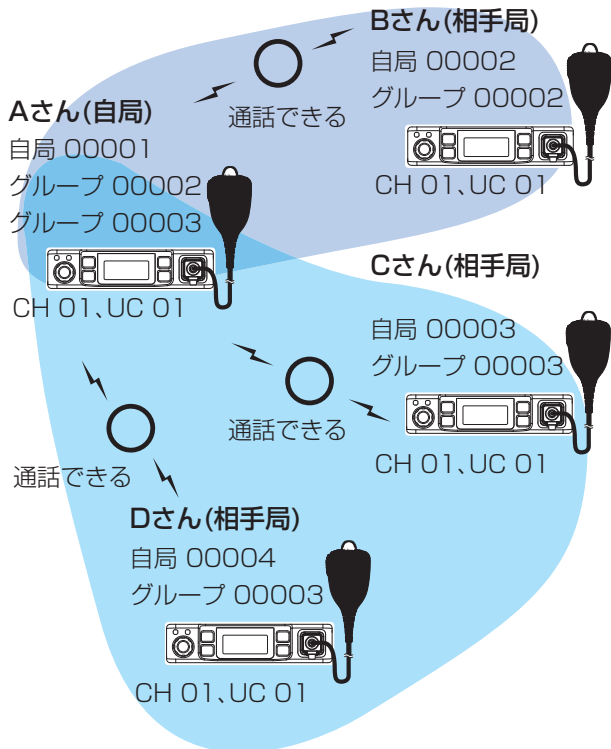 Bさん(相手局)
自局 00002
グループ 00002
CH 01、UC 01
通話できる
Aさん(自局)
自局 00001
グループ 00002
グループ 00003
CH 01、UC 01
Cさん(相手局)
自局 00003
グループ 00003
CH 01、UC 01
通話できる
通話できる
Dさん(相手局)
自局 00004
グループ 00003
CH 01、UC 01